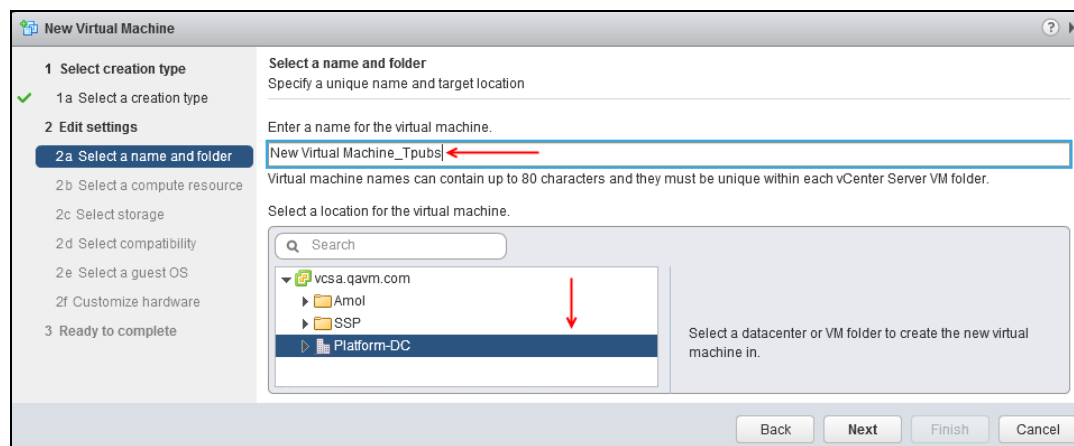 New Virtual Machine
?
1 Select creation type
1a Select a creation type
2 Edit settings
2a Select a name and folder
2b Select a compute resource
2c Select storage
2d Select compatibility
2e Select a guest OS
2f Customize hardware
3 Ready to complete
Select a name and folder
Specify a unique name and target location
Enter a name for the virtual machine.
New Virtual Machine_Tpubs
Virtual machine names can contain up to 80 characters and they must be unique within each vCenter Server VM folder.
Select a location for the virtual machine.
Search
vcsa.qavm.com
Amol
SSP
Platform-DC
Select a datacenter or VM folder to create the new virtual
machine in.
Back Next Finish Cancel